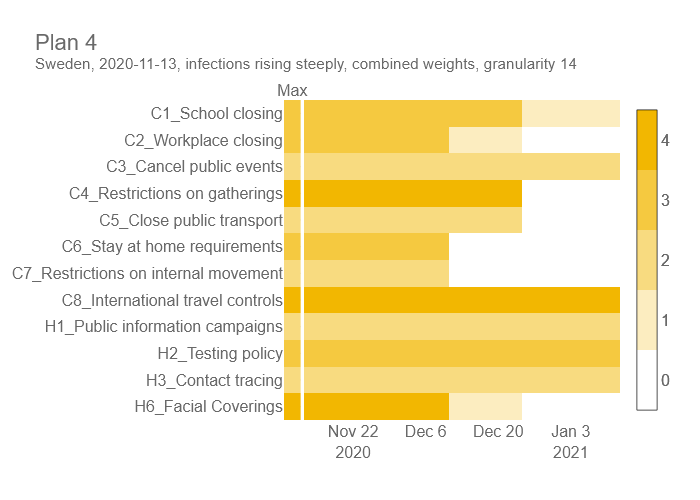 Plan 4
Sweden, 2020-11-13, infections rising steeply, combined weights, granularity 14
Max
C1_School closing
C2_Workplace closing
C3_Cancel public events
C4_Restrictions on gatherings
C5_Close public transport
C6_Stay at home requirements
C7_Restrictions on internal movement
C8_International travel controls
H1_Public information campaigns
H2_Testing policy
H3_Contact tracing
H6_Facial Coverings
4
3
2
1
0
Nov 22 Dec 6 Dec 20 Jan 3
2020 2021